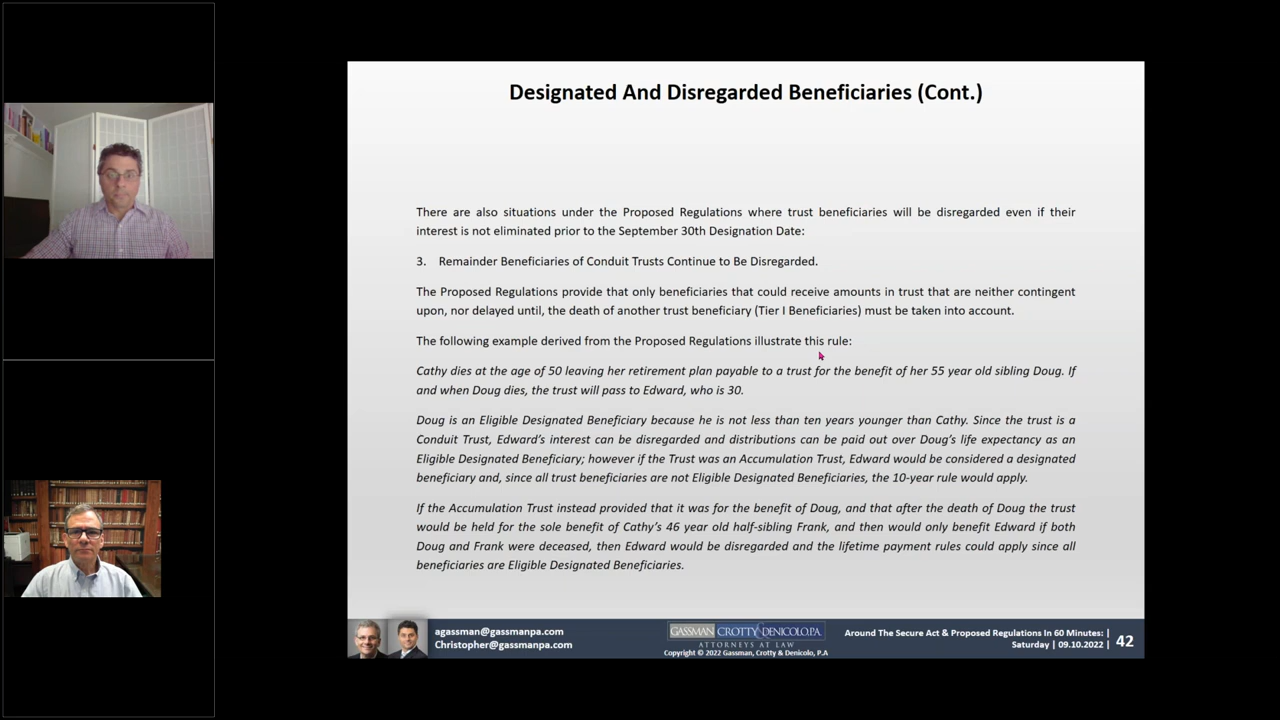 Designated And Disregarded Beneficiaries (Cont.)
There are also situations under the Proposed Regulations where trust beneficiaries will be disregarded even if their
interest is not eliminated prior to the September 30th Designation Date:
3. Remainder Beneficiaries of Conduit Trusts Continue to Be Disregarded.
The Proposed Regulations provide that only beneficiaries that could receive amounts in trust that are neither contingent
upon, nor delayed until, the death of another trust beneficiary (Tier I Beneficiaries) must be taken into account.
The following example derived from the Proposed Regulations illustrate this rule:
Cathy dies at the age of 50 leaving her retirement plan payable to a trust for the benefit of her 55 year old sibling Doug. If
and when Doug dies, the trust will pass to Edward, who is 30.
Doug is an Eligible Designated Beneficiary because he is not less than ten years younger than Cathy. Since the trust is a
Conduit Trust, Edward's interest can be disregarded and distributions can be paid out over Doug's life expectancy as an
Eligible Designated Beneficiary; however if the Trust was an Accumulation Trust, Edward would be considered a designated
beneficiary and, since all trust beneficiaries are not Eligible Designated Beneficiaries, the 10-year rule would apply.
If the Accumulation Trust instead provided that it was for the benefit of Doug, and that after the death of Doug the trust
would be held for the sole benefit of Cathy's 46 year old half-sibling Frank, and then would only benefit Edward if both
Doug and Frank were deceased, then Edward would be disregarded and the lifetime payment rules could apply since all
beneficiaries are Eligible Designated Beneficiaries.
agassman@gassmanpa.com
Christopher@gassmanpa.com
GASSMAN CROTTY & DENICOLO, P.A.
ATTORNEYS AT LAW
Copyright © 2022 Gassman, Crotty & Denicolo, P.A
Around The Secure Act & Proposed Regulations In 60 Minutes: |
Saturday | 09.10.2022 |
42